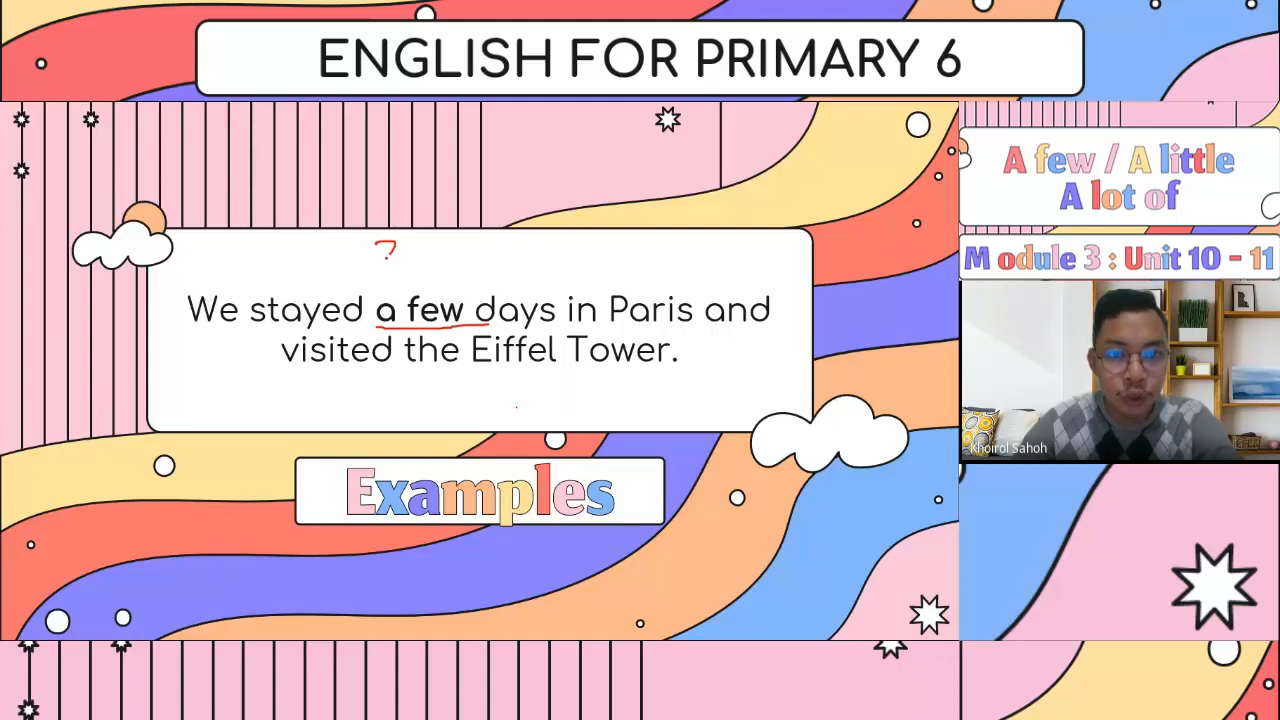 ENGLISH FOR PRIMARY 6
A few / A little
A lot of
Module 3 : Unit 10 - 11
?
We stayed a few days in Paris and
visited the Eiffel Tower.
Khoirol Sahoh
Examples